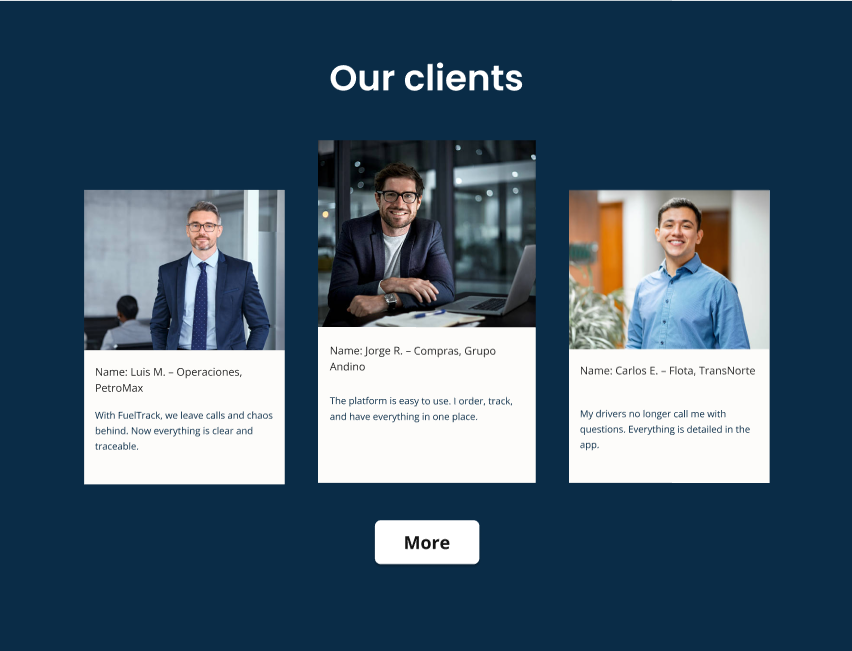 Our clients
Name: Luis M. – Operaciones,
PetroMax
With FuelTrack, we leave calls and chaos
behind. Now everything is clear and
traceable.
Name: Jorge R. – Compras, Grupo
Andino
The platform is easy to use. I order, track,
and have everything in one place.
Name: Carlos E. – Flota, TransNorte
My drivers no longer call me with
questions. Everything is detailed in the
app.
More